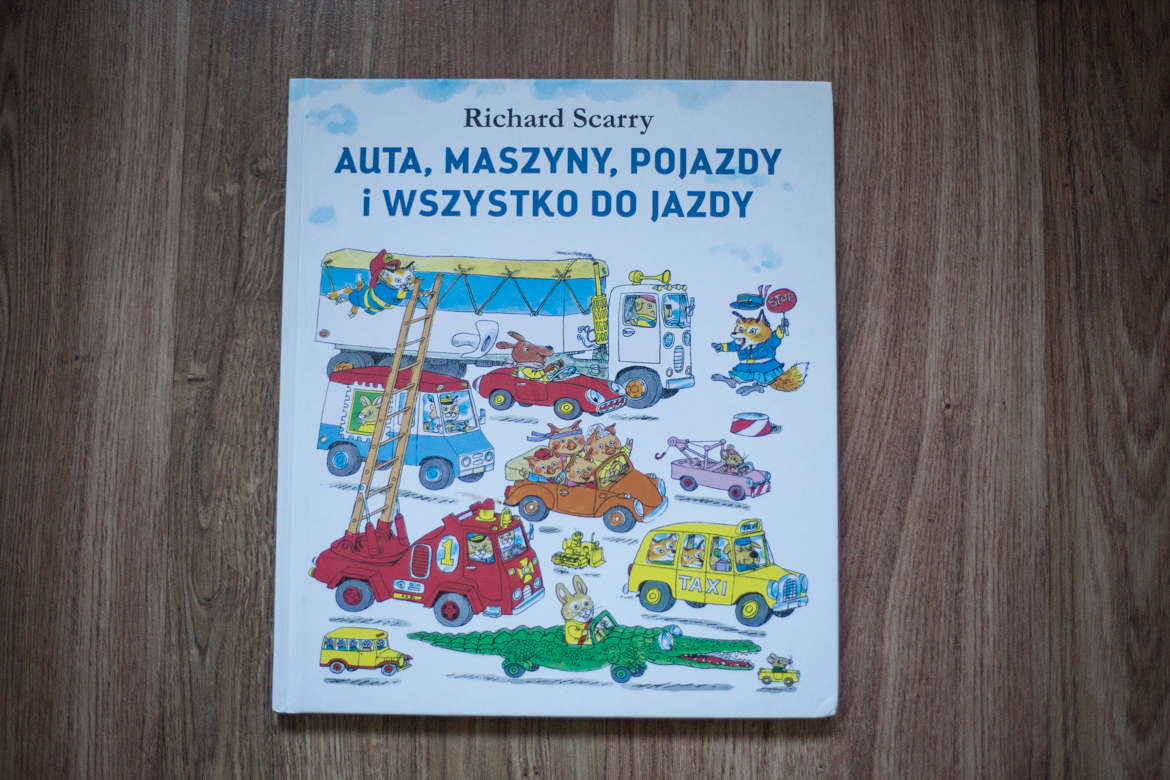 Richard Scarry
AUTA, MASZYNY, POJAZDY
i WSZYSTKO DO JAZDY
STOP
1
TAXI
TAXI